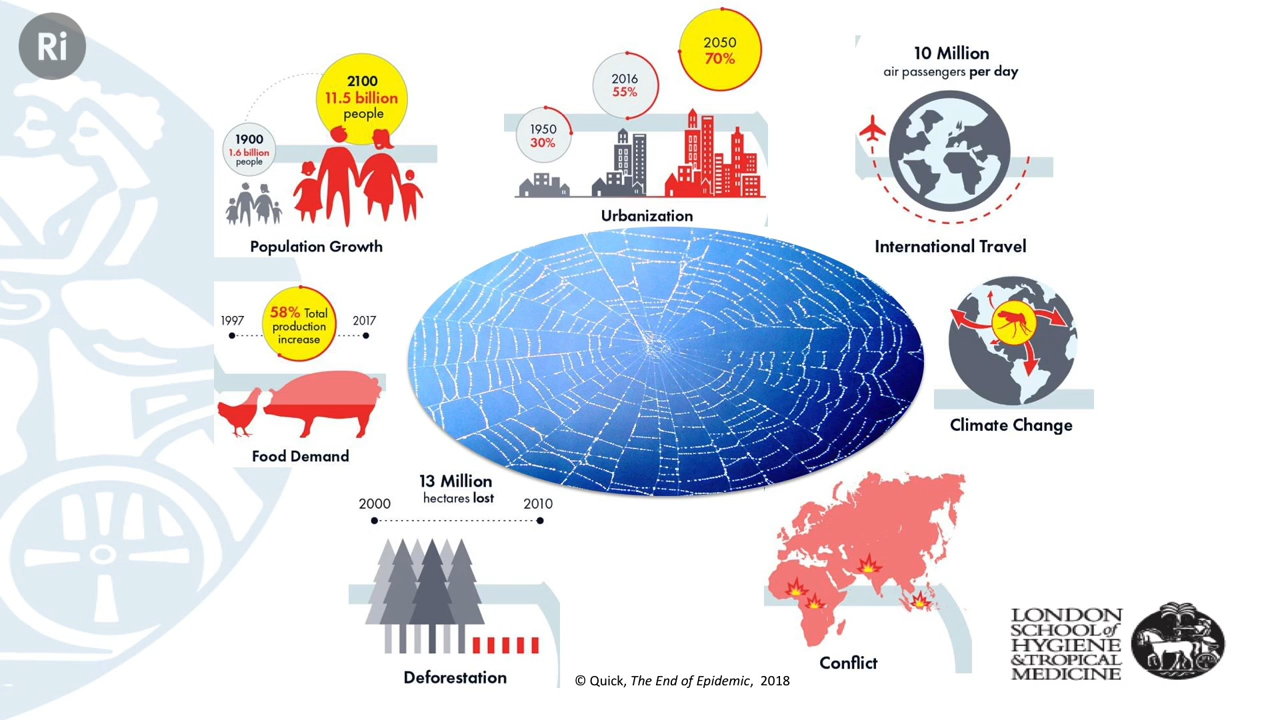 Ri
2100
11.5 billion
people
1900
1.6 billion
people
Population Growth
1950
30%
2016
55%
2050
70%
Urbanization
10 Million
air passengers per day
International Travel
1997
58% Total
production
increase
2017
Food Demand
Climate Change
13 Million
hectares lost
2000
2010
Deforestation
Conflict
© Quick, The End of Epidemic, 2018
LONDON
SCHOOL of
HYGIENE
& TROPICAL
MEDICINE